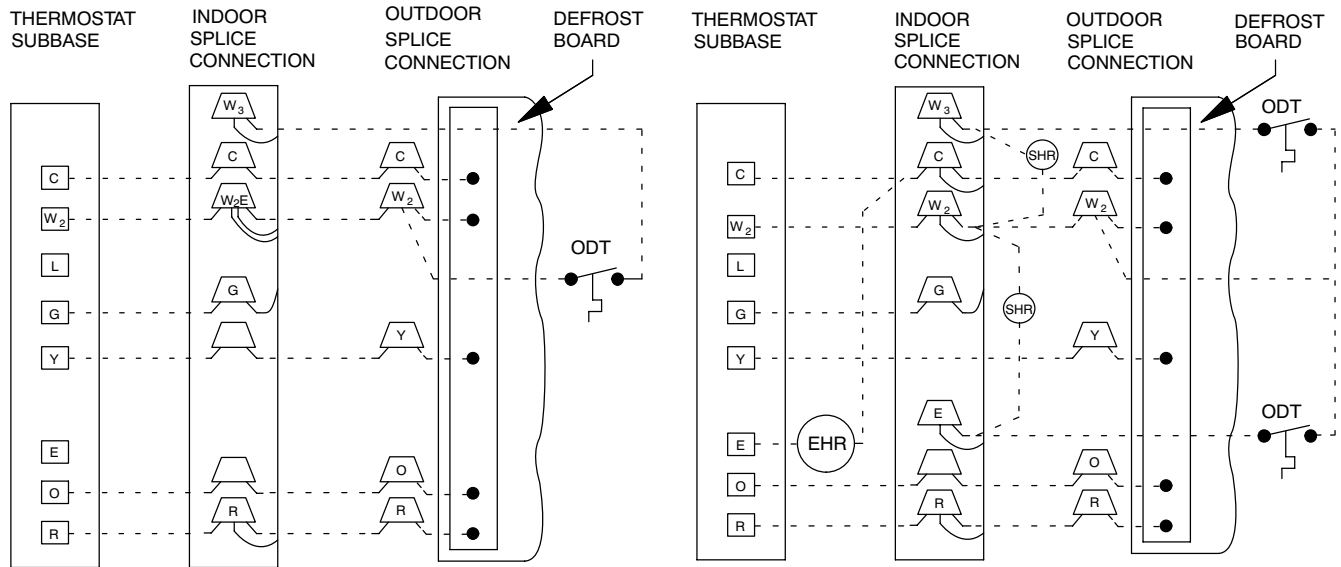 THERMOSTAT
SUBBASE
INDOOR
SPLICE
CONNECTION
OUTDOOR
SPLICE
CONNECTION
DEFROST
BOARD
W3
C
C
C
W2
W2E
W2
L
G
G
Y
Y
ODT
E
O
O
R
R
R
THERMOSTAT
SUBBASE
INDOOR
SPLICE
CONNECTION
OUTDOOR
SPLICE
CONNECTION
DEFROST
BOARD
W3
ODT
SHR
C
C
C
W2
W2
W2
L
G
G
SHR
Y
Y
E
ODT
E
EHR
O
O
R
R
R